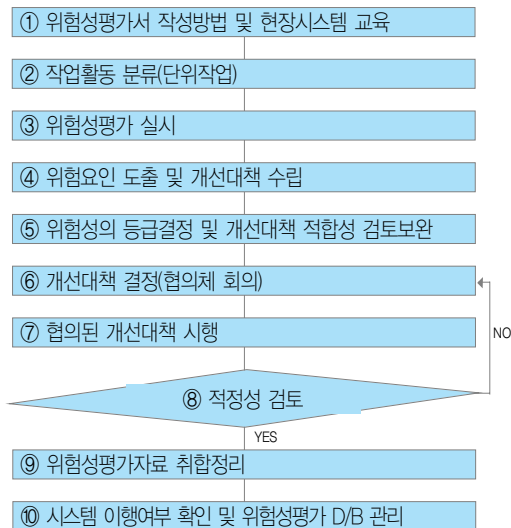 ① 위험성평가서 작성방법 및 현장시스템 교육
② 작업활동 분류(단위작업)
③ 위험성평가 실시
④ 위험요인 도출 및 개선대책 수립
⑤ 위험성의 등급결정 및 개선대책 적합성 검토보완
⑥ 개선대책 결정(협의체 회의)
⑦ 협의된 개선대책 시행
NO
⑧ 적정성 검토
YES
⑨ 위험성평가자료 취합정리
⑩ 시스템 이행여부 확인 및 위험성평가 D/B 관리